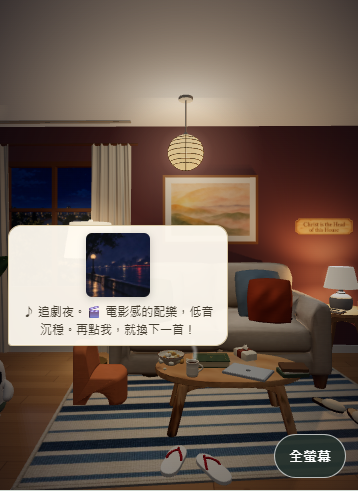 Christ is the Head
of this House
♪ 追劇夜。🎬 電影感的配樂，低音
沉穩。再點我，就換下一首！
全螢幕